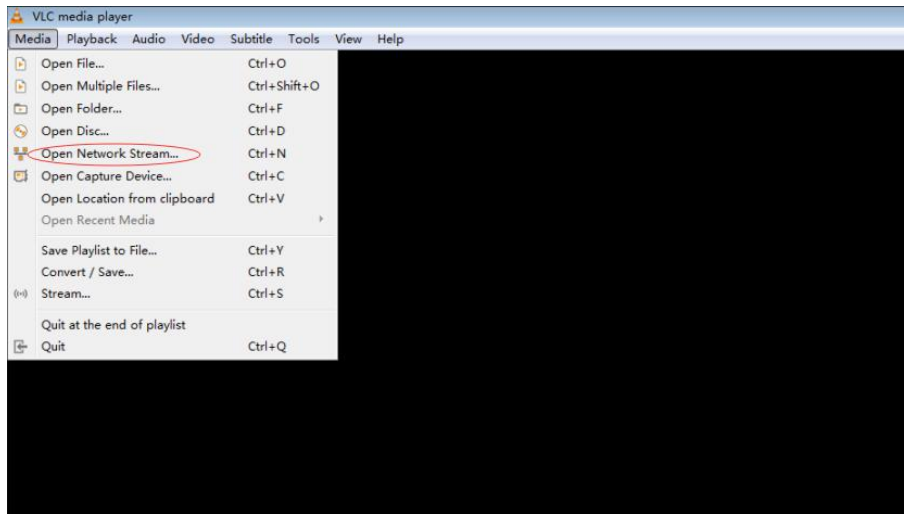 VLC media player
Media Playback Audio Video Subtitle Tools View Help
Open File... Ctrl+O
Open Multiple Files... Ctrl+Shift+O
Open Folder... Ctrl+F
Open Disc... Ctrl+D
Open Network Stream... Ctrl+N
Open Capture Device... Ctrl+C
Open Location from clipboard Ctrl+V
Open Recent Media
Save Playlist to File... Ctrl+Y
Convert / Save... Ctrl+R
Stream... Ctrl+S
Quit at the end of playlist
Quit Ctrl+Q